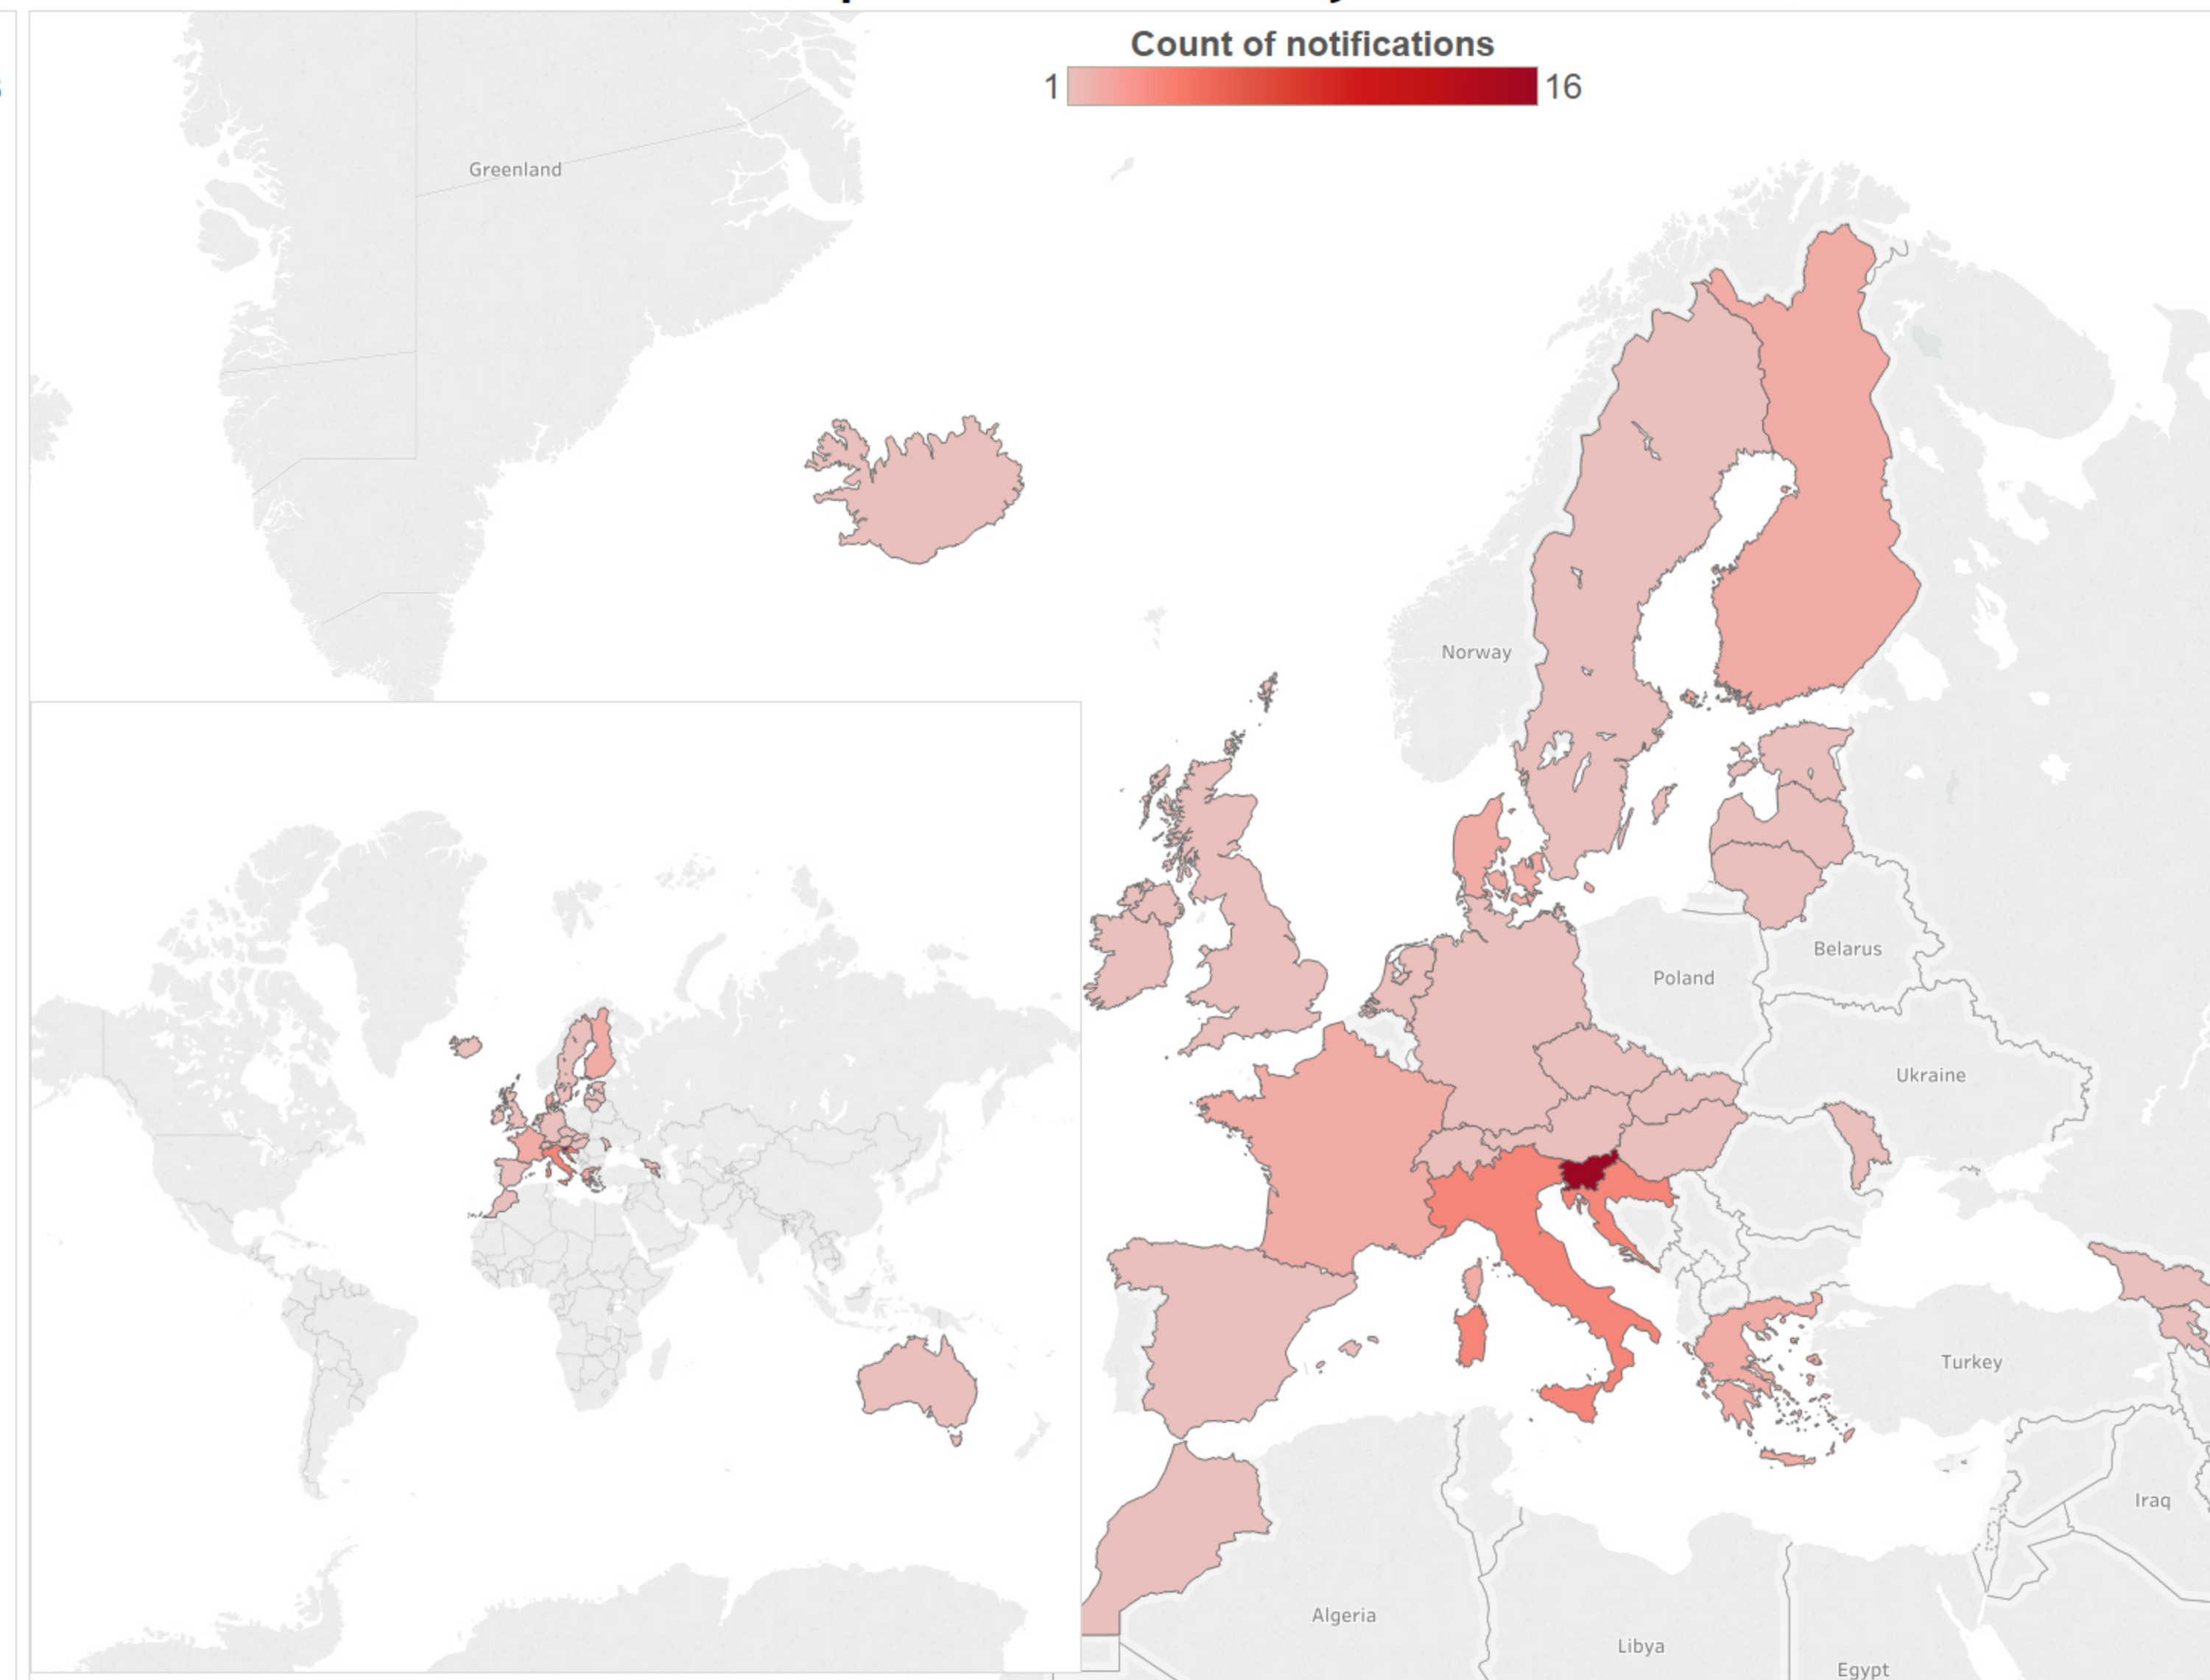 Count of notifications
1 16
Greenland
Norway
Belarus
Poland
Ukraine
Turkey
Iraq
Algeria
Libya
Egypt